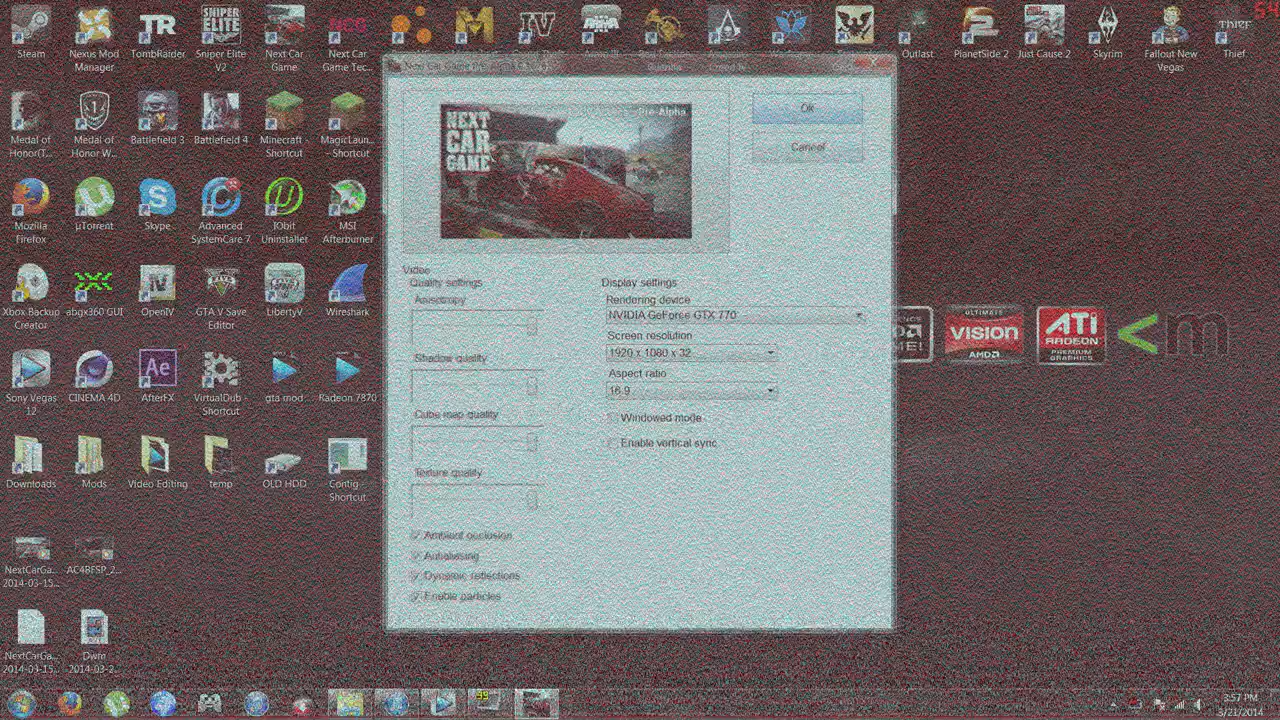 Steam
Nexus Mod
Manager
TombRaider
Sniper Elite
V2
Next Car
Game
Next Car
Game Tec...
Outlast
PlanetSide 2
Just Cause 2
Skyrim
Fallout New
Vegas
Thief
Medal of
Honor(T...
Medal of
Honor W...
Battlefield 3
Battlefield 4
Minecraft -
Shortcut
MagicLaun...
- Shortcut
Mozilla
Firefox
µTorrent
Skype
Advanced
SystemCare 7
IObit
Uninstaller
MSI
Afterburner
Xbox Backup
Creator
abgx360 GUI
OpenIV
GTA V Save
Editor
LibertyV
Wireshark
Sony Vegas
12
CINEMA 4D
AfterFX
VirtualDub -
Shortcut
gta mod
Radeon 7870
Downloads
Mods
Video Editing
temp
OLD HDD
Contig -
Shortcut
NextCarGa...
2014-03-15...
AC4BFSP_2...
NextCarGa...
2014-03-15...
Dwm
2014-03-2...
NEXT
CAR
GAME
Pre-Alpha
Ok
Cancel
Video
Quality settings
Anisotropy
Shadow quality
Cube map quality
Texture quality
Ambient occlusion
Antialiasing
Dynamic reflections
Enable particles
Display settings
Rendering device
NVIDIA GeForce GTX 770
Screen resolution
1920 x 1080 x 32
Aspect ratio
16:9
Windowed mode
Enable vertical sync
ULTIMATE
VISION
AMD
ATi
RADEON
PREMIUM
GRAPHICS
<m
3:57 PM
3/21/2014